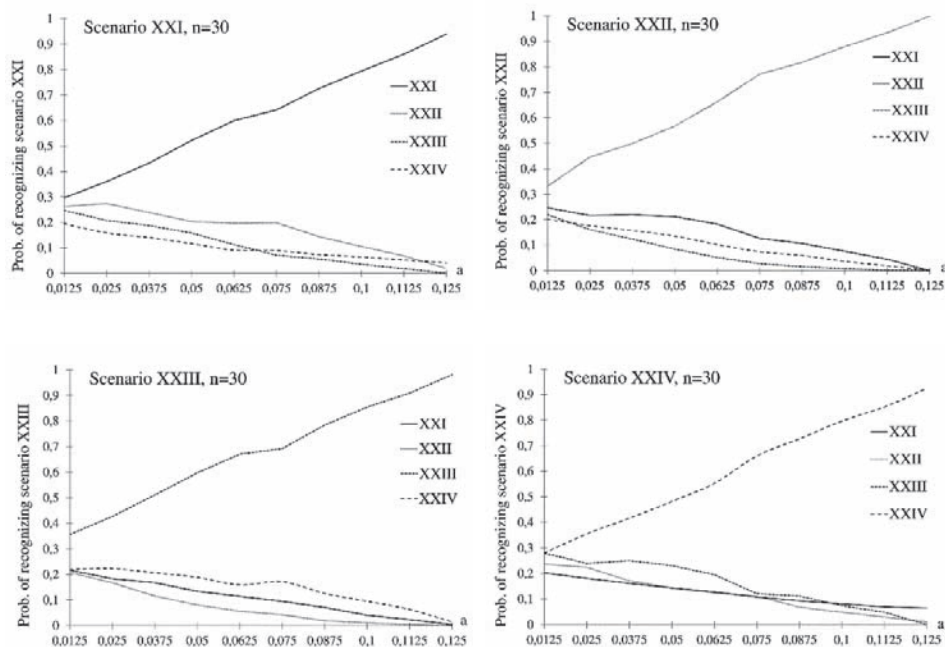 Scenario XXI, n=30
Prob. of recognizing scenario XXI
1
0,9
0,8
0,7
0,6
0,5
0,4
0,3
0,2
0,1
0
XXI
XXII
XXIII
XXIV
a
0,0125 0,025 0,0375 0,05 0,0625 0,075 0,0875 0,1 0,1125 0,125
Scenario XXII, n=30
Prob. of recognizing scenario XXII
1
0,9
0,8
0,7
0,6
0,5
0,4
0,3
0,2
0,1
0
XXI
XXII
XXIII
XXIV
a
0,0125 0,025 0,0375 0,05 0,0625 0,075 0,0875 0,1 0,1125 0,125
Scenario XXIII, n=30
Prob. of recognizing scenario XXIII
1
0,9
0,8
0,7
0,6
0,5
0,4
0,3
0,2
0,1
0
XXI
XXII
XXIII
XXIV
a
0,0125 0,025 0,0375 0,05 0,0625 0,075 0,0875 0,1 0,1125 0,125
Scenario XXIV, n=30
Prob. of recognizing scenario XXIV
1
0,9
0,8
0,7
0,6
0,5
0,4
0,3
0,2
0,1
0
XXI
XXII
XXIII
XXIV
a
0,0125 0,025 0,0375 0,05 0,0625 0,075 0,0875 0,1 0,1125 0,125